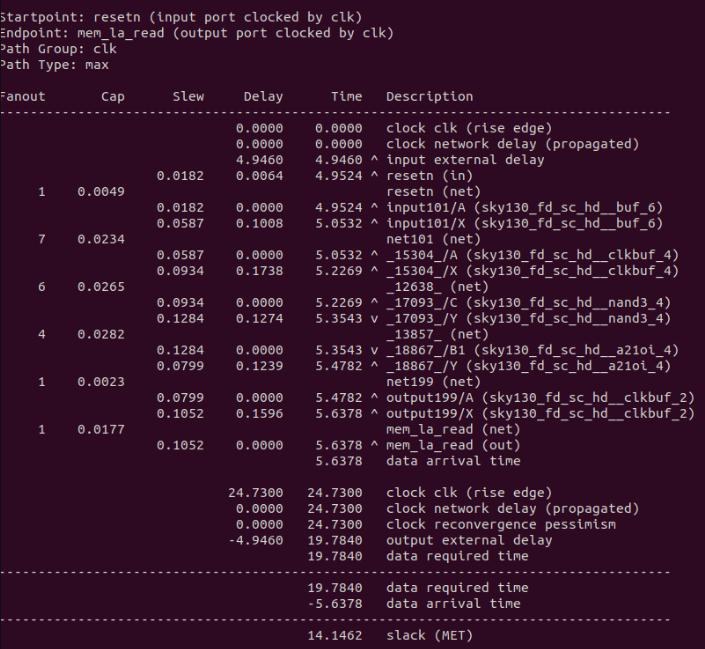 Startpoint: resetn (input port clocked by clk)
Endpoint: mem_la_read (output port clocked by clk)
Path Group: clk
Path Type: max
Fanout Cap Slew Delay Time Description
-----------------------------------------------------------------------------
0.0000 0.0000 clock clk (rise edge)
0.0000 0.0000 clock network delay (propagated)
4.9460 4.9460 ^ input external delay
0.0182 0.0064 4.9524 ^ resetn (in)
1 0.0049 resetn (net)
0.0182 0.0000 4.9524 ^ input101/A (sky130_fd_sc_hd__buf_6)
0.0587 0.1008 5.0532 ^ input101/X (sky130_fd_sc_hd__buf_6)
7 0.0234 net101 (net)
0.0587 0.0000 5.0532 ^ _15304_/A (sky130_fd_sc_hd__clkbuf_4)
0.0934 0.1738 5.2269 ^ _15304_/X (sky130_fd_sc_hd__clkbuf_4)
6 0.0265 _12638_ (net)
0.0934 0.0000 5.2269 ^ _17093_/C (sky130_fd_sc_hd__nand3_4)
0.1284 0.1274 5.3543 v _17093_/Y (sky130_fd_sc_hd__nand3_4)
4 0.0282 _13857_ (net)
0.1284 0.0000 5.3543 v _18867_/B1 (sky130_fd_sc_hd__a21oi_4)
0.0799 0.1239 5.4782 ^ _18867_/Y (sky130_fd_sc_hd__a21oi_4)
1 0.0023 net199 (net)
0.0799 0.0000 5.4782 ^ output199/A (sky130_fd_sc_hd__clkbuf_2)
0.1052 0.1596 5.6378 ^ output199/X (sky130_fd_sc_hd__clkbuf_2)
1 0.0177 mem_la_read (net)
0.1052 0.0000 5.6378 ^ mem_la_read (out)
5.6378 data arrival time
24.7300 24.7300 clock clk (rise edge)
0.0000 24.7300 clock network delay (propagated)
0.0000 24.7300 clock reconvergence pessimism
-4.9460 19.7840 output external delay
19.7840 data required time
-----------------------------------------------------------------------------
19.7840 data required time
-5.6378 data arrival time
-----------------------------------------------------------------------------
14.1462 slack (MET)